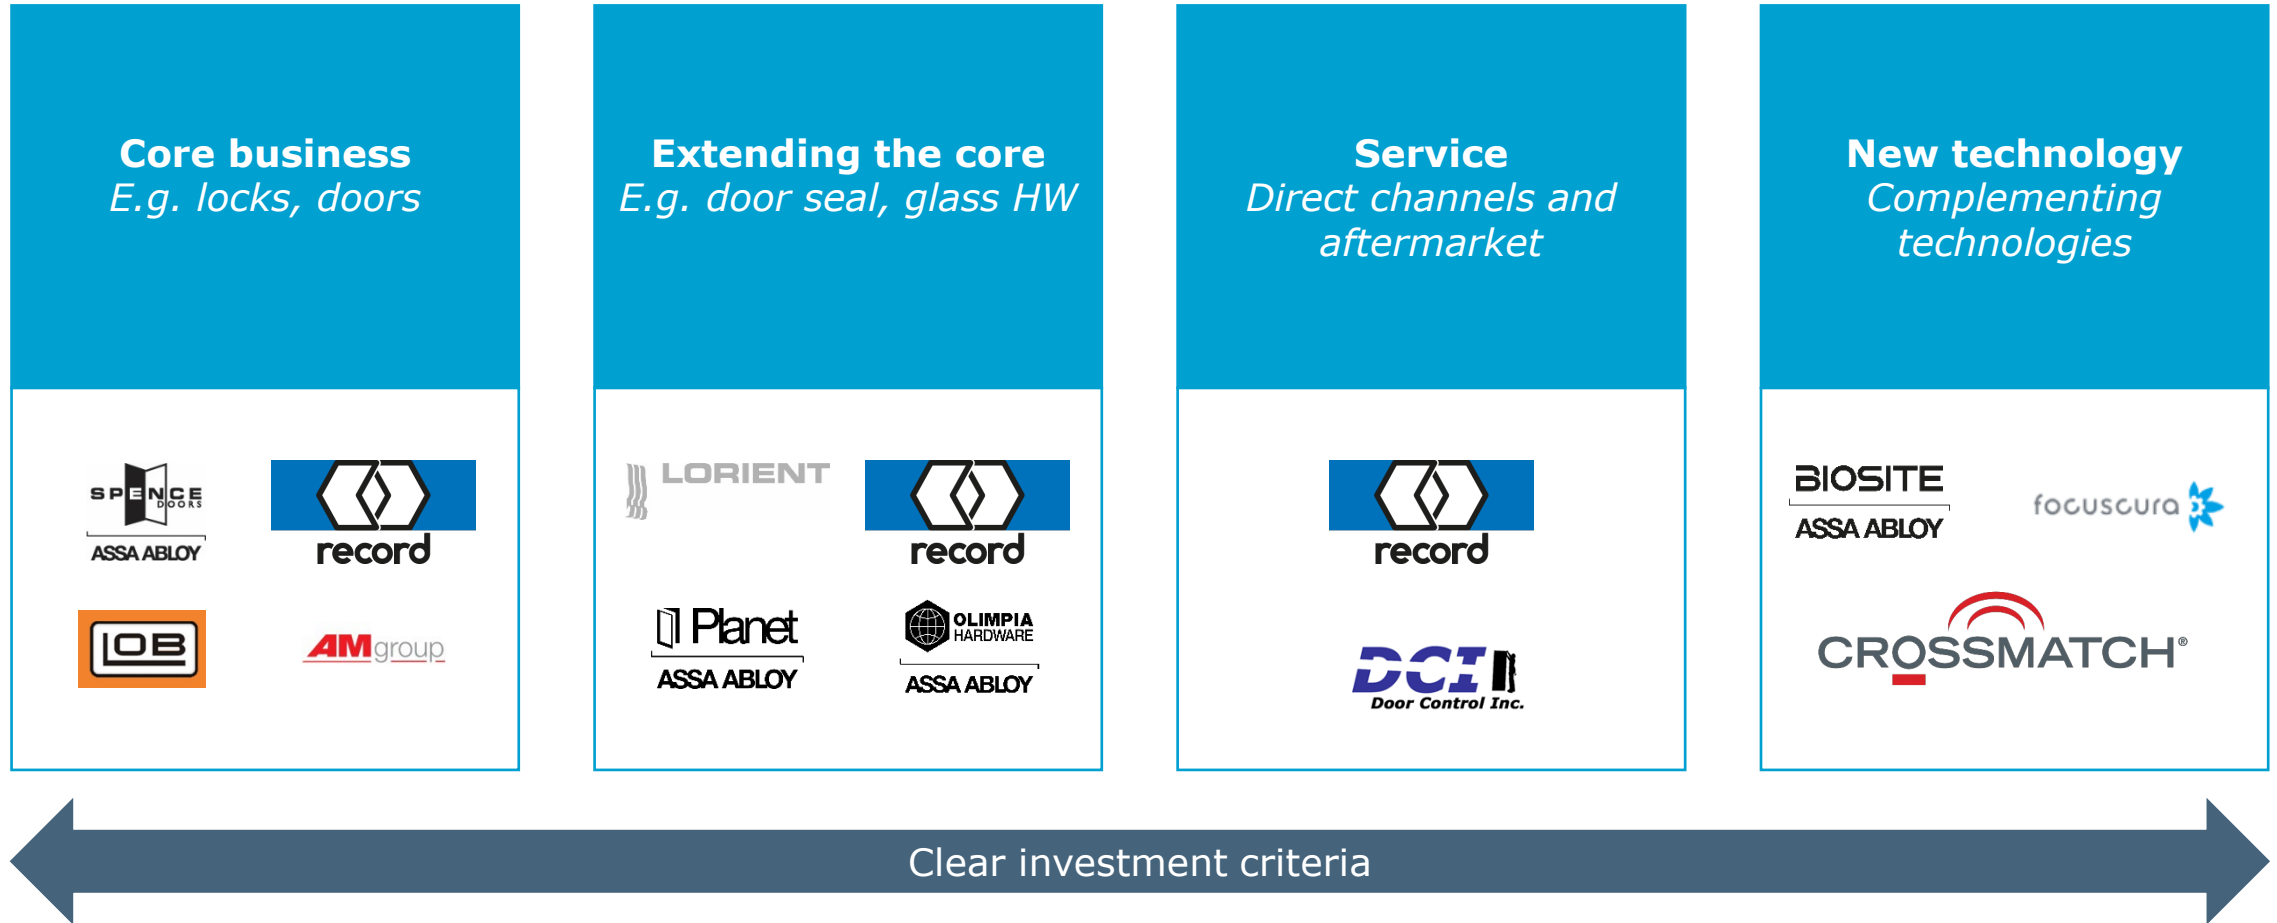 Core business
E.g. locks, doors
SPENCE
DOORS
ASSA ABLOY
record
LOB
AMgroup
Extending the core
E.g. door seal, glass HW
LORIENT
record
Planet
ASSA ABLOY
OLIMPIA
HARDWARE
ASSA ABLOY
Service
Direct channels and
aftermarket
record
DCI
Door Control Inc.
New technology
Complementing
technologies
BIOSITE
ASSA ABLOY
focuscura
CROSSMATCH®
Clear investment criteria